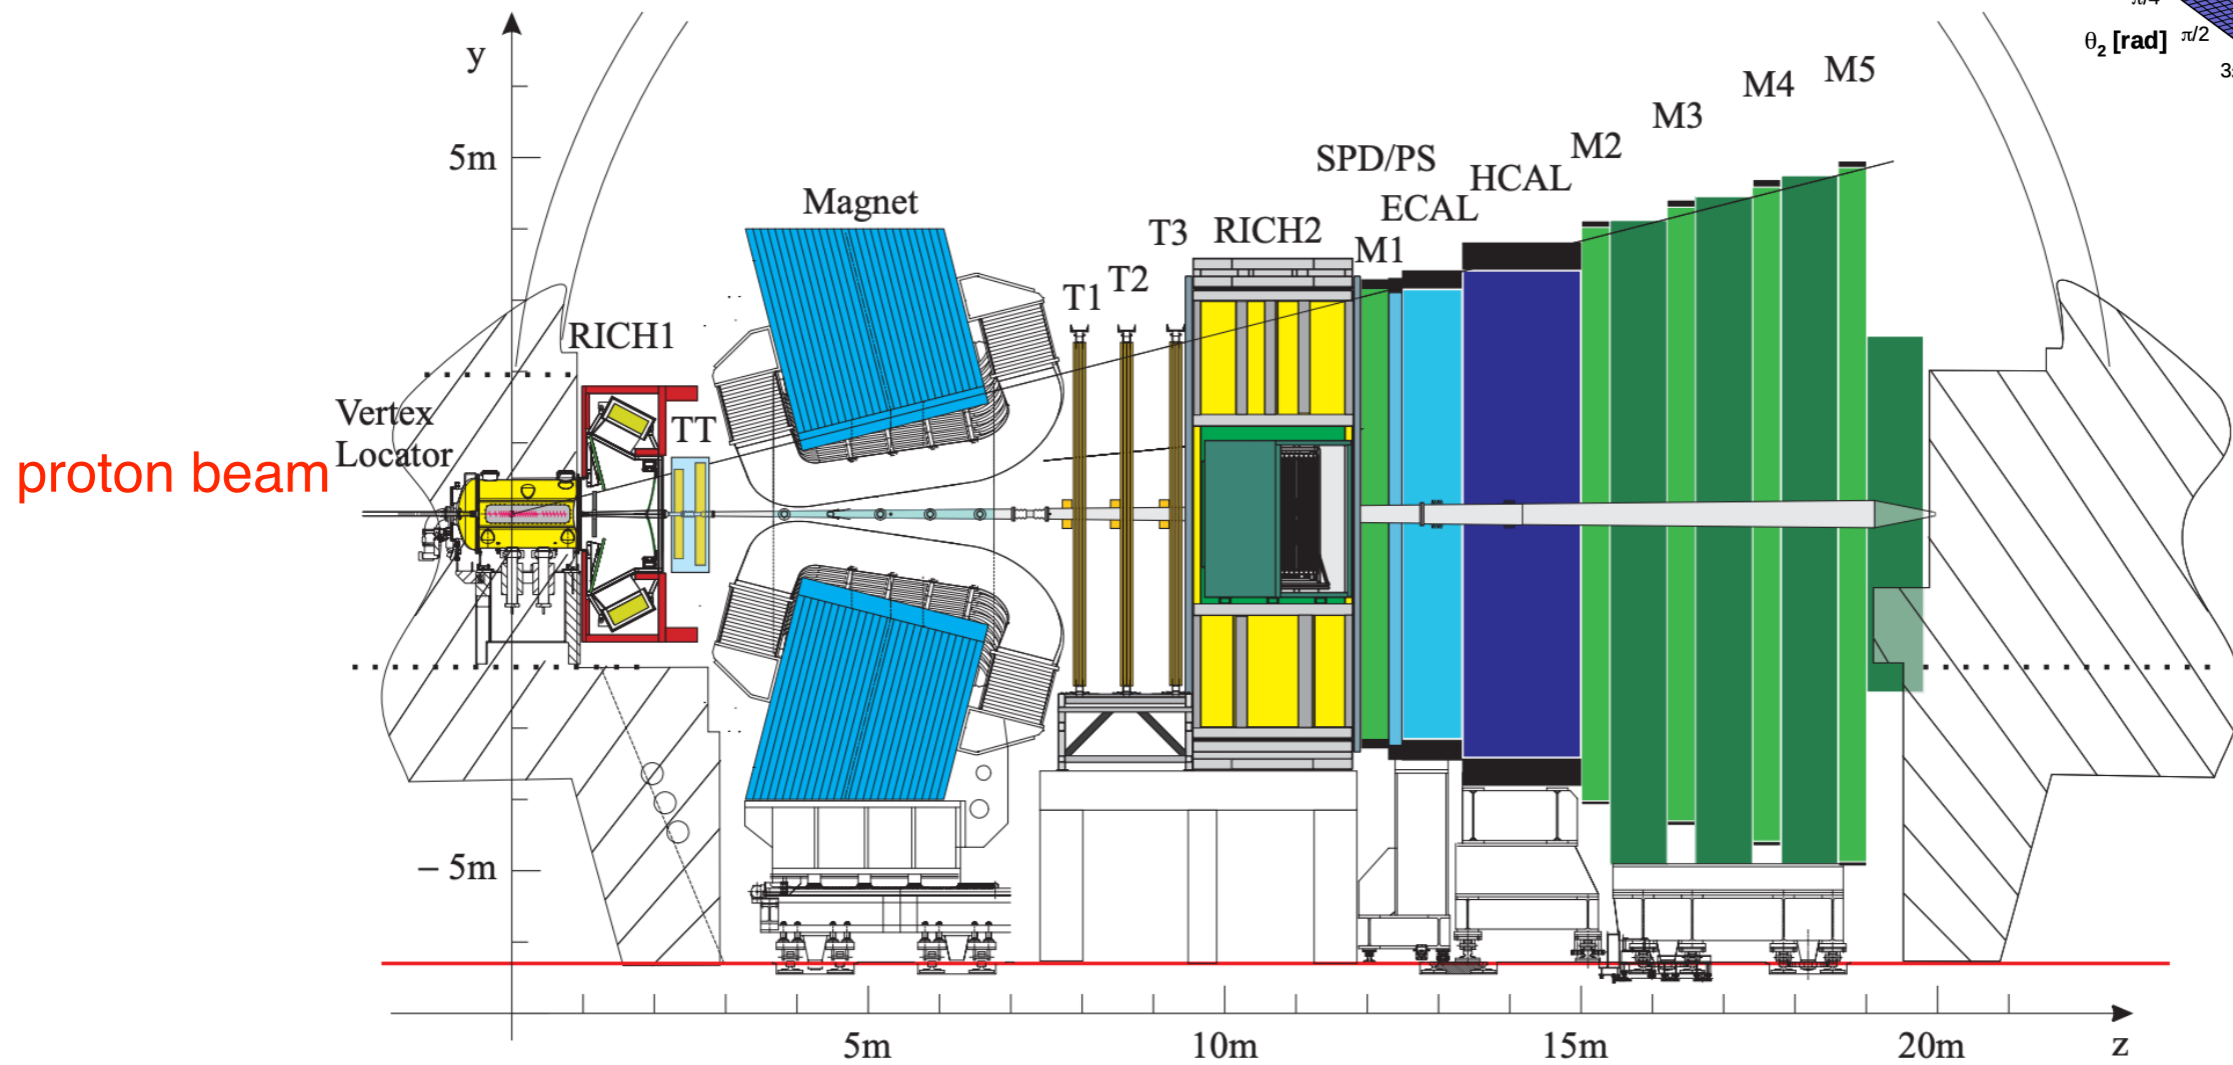 π/4
θ2 [rad] π/2
y
M5
M4
M3
M2
5m
SPD/PS
HCAL
Magnet
ECAL
T3
RICH2
M1
T2
T1
RICH1
Vertex
Locator
TT
proton beam
– 5m
5m
10m
15m
20m
z